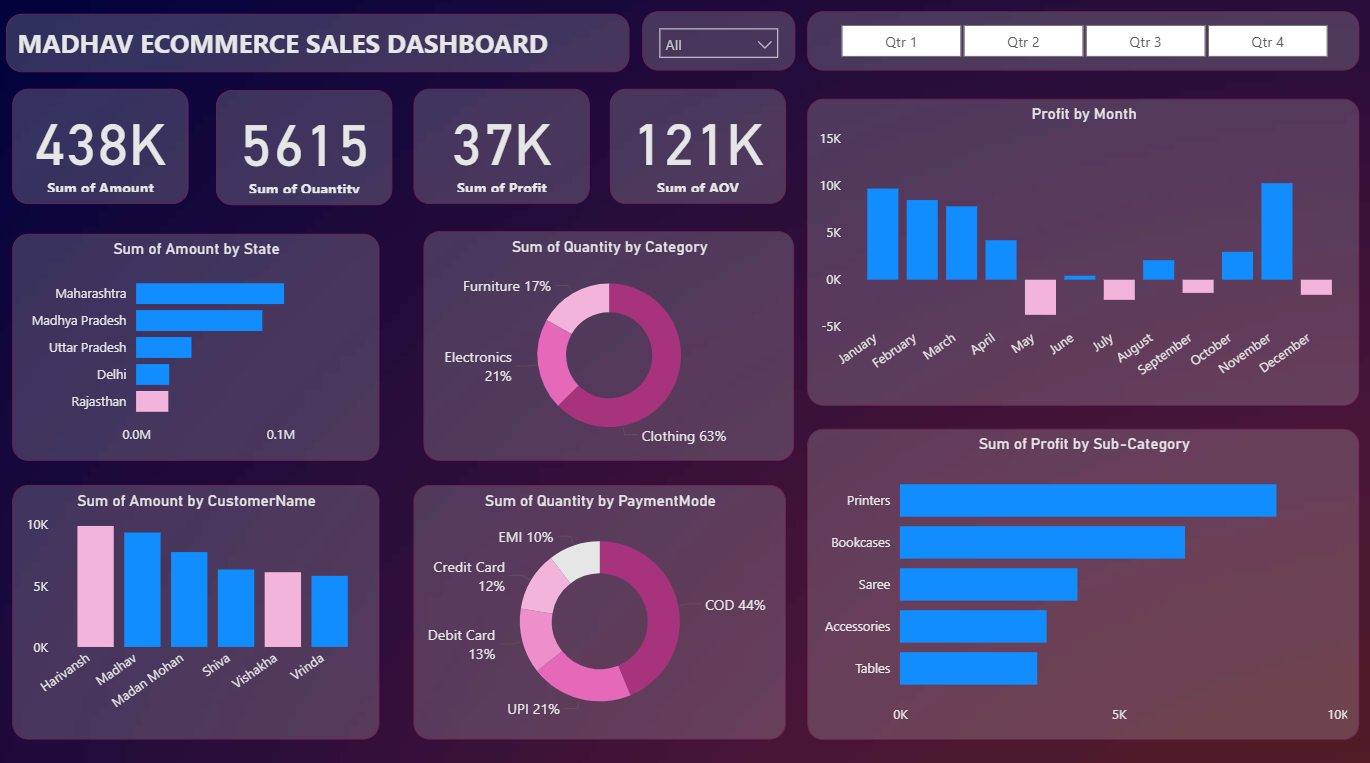 MADHAV ECOMMERCE SALES DASHBOARD
All
Qtr 1
Qtr 2
Qtr 3
Qtr 4
438K
Sum of Amount
5615
Sum of Quantity
37K
Sum of Profit
121K
Sum of AOV
Profit by Month
15K
10K
5K
0K
-5K
January
February
March
April
May
June
July
August
September
October
November
December
Sum of Amount by State
Maharashtra
Madhya Pradesh
Uttar Pradesh
Delhi
Rajasthan
0.0M
0.1M
Sum of Quantity by Category
Furniture 17%
Electronics
21%
Clothing 63%
Sum of Profit by Sub-Category
Printers
Bookcases
Saree
Accessories
Tables
0K
5K
10K
Sum of Amount by CustomerName
10K
5K
0K
Harivansh
Madhav
Madan Mohan
Shiva
Vishakha
Vrinda
Sum of Quantity by PaymentMode
EMI 10%
Credit Card
12%
Debit Card
13%
UPI 21%
COD 44%